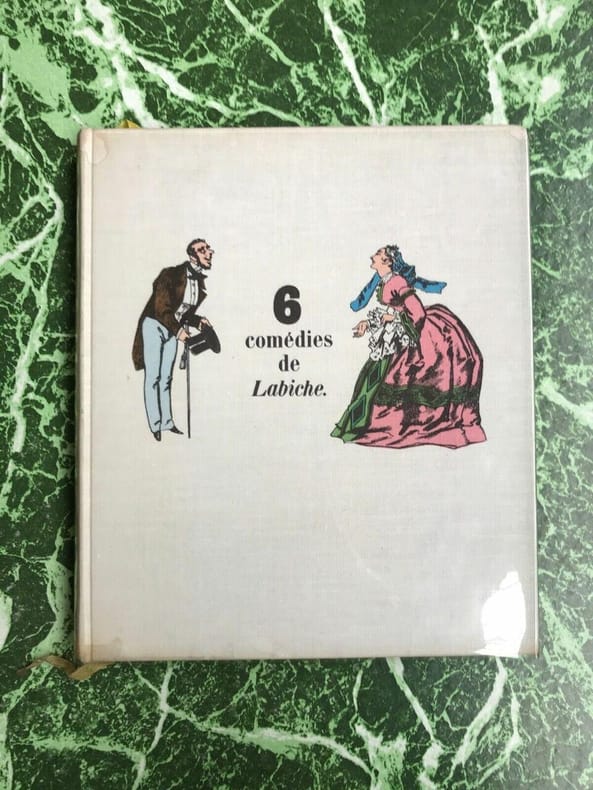 6
comédies
de
Labiche.